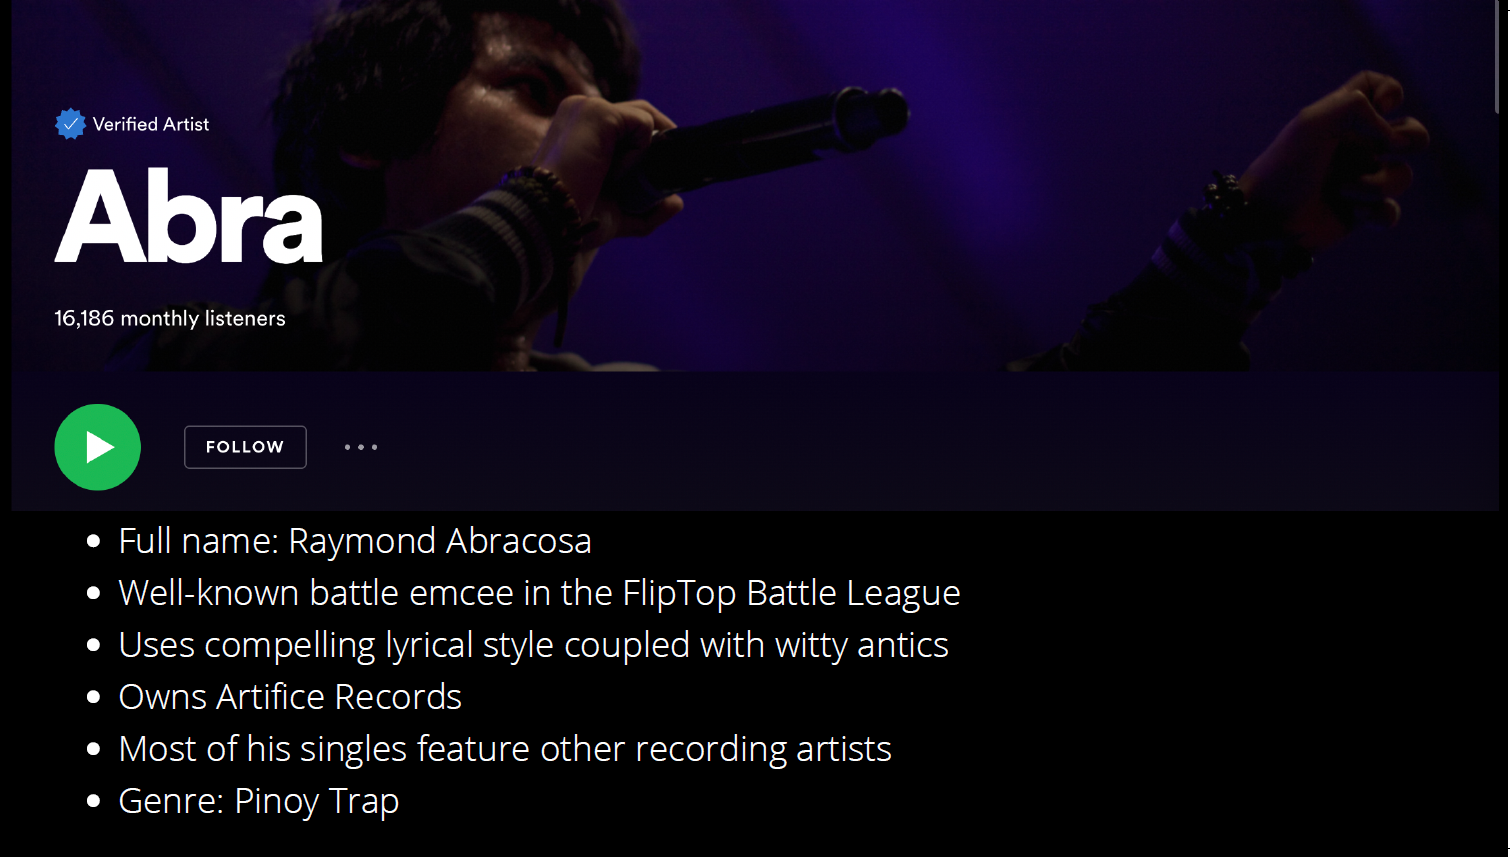 Verified Artist
Abra
16,186 monthly listeners
FOLLOW
Full name: Raymond Abracosa
Well-known battle emcee in the FlipTop Battle League
Uses compelling lyrical style coupled with witty antics
Owns Artifice Records
Most of his singles feature other recording artists
Genre: Pinoy Trap